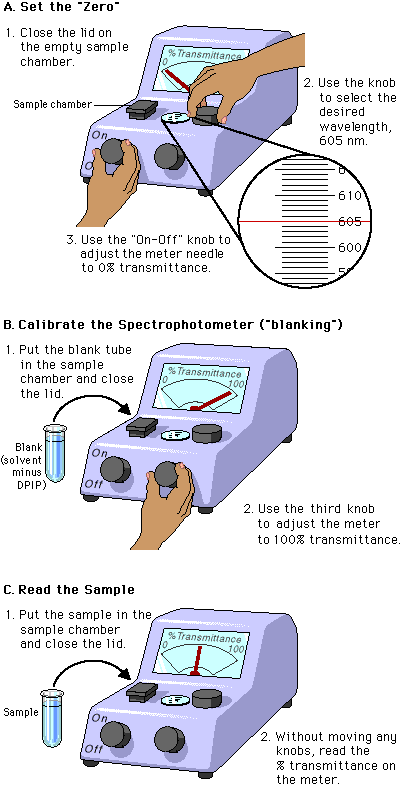 A. Set the "Zero"
1. Close the lid on
the empty sample
chamber.
%Transmittance
0
2. Use the knob
to select the
desired
wavelength,
605 nm.
Sample chamber
On
610
605
600
3. Use the "On-Off" knob to
adjust the meter needle
to 0% transmittance.
B. Calibrate the Spectrophotometer ("blanking")
1. Put the blank tube
in the sample
chamber and close
the lid.
%Transmittance
0 100
Blank
(solvent
minus
DPIP)
On
Off
2. Use the third knob
to adjust the meter
to 100% transmittance.
C. Read the Sample
1. Put the sample in the
sample chamber
and close the lid.
%Transmittance
0 100
Sample
On
Off
2. Without moving any
knobs, read the
% transmittance on
the meter.